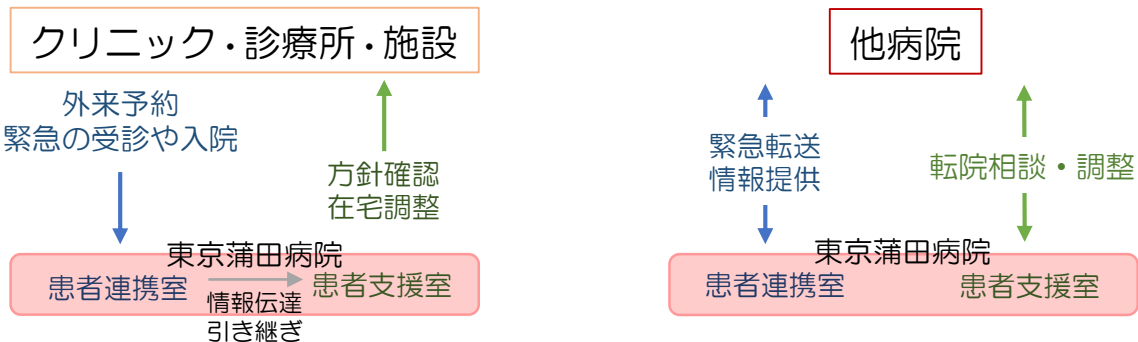 クリニック・診療所・施設
外来予約
緊急の受診や入院
方針確認
在宅調整
東京蒲田病院
患者連携室
情報伝達
引き継ぎ
患者支援室
他病院
緊急転送
情報提供
転院相談・調整
東京蒲田病院
患者連携室
患者支援室